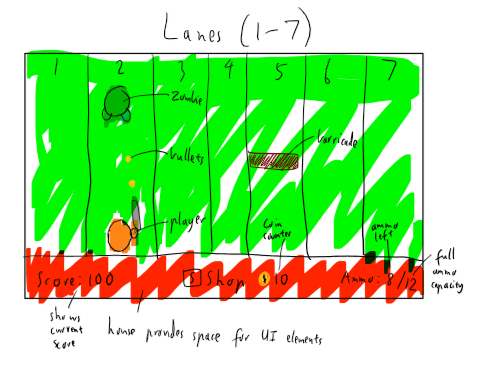 Lanes (1-7)
1 2 3 4 5 6 7
Zombie
barricade
bullets
player
Coin
counter
ammo
left
full
ammo
capacity
Score: 100
S Shop
$ 10
Ammo: 8/12
shows
current
score
house provides space for UI elements